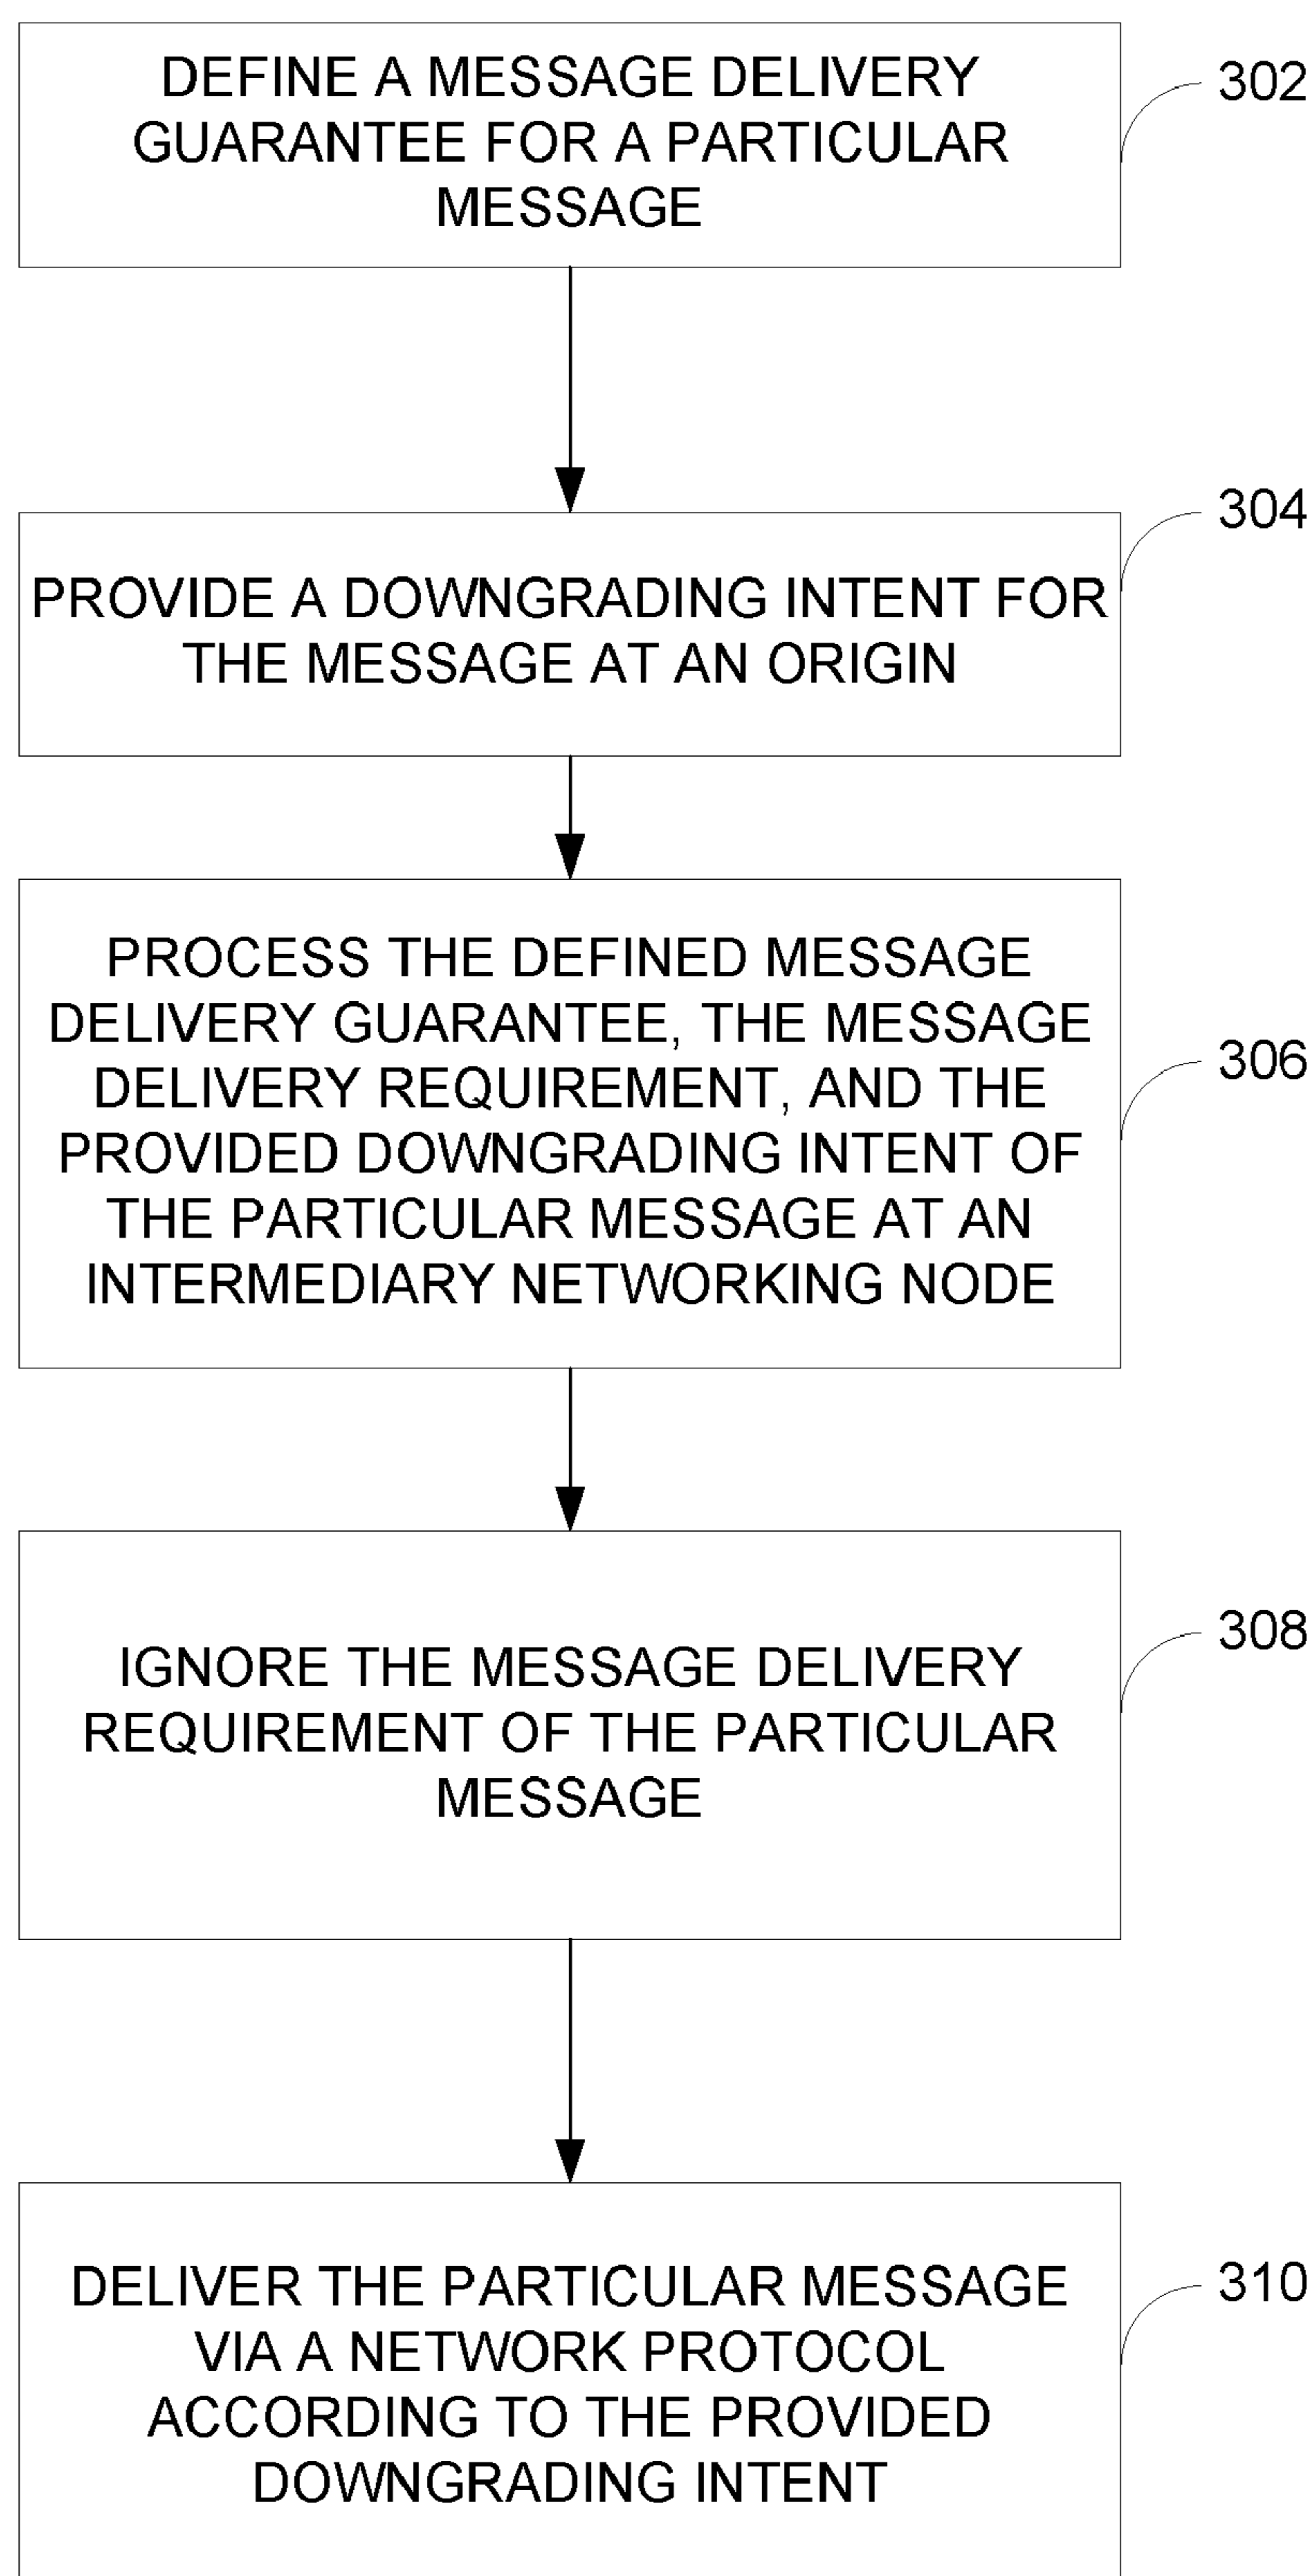 DEFINE A MESSAGE DELIVERY
GUARANTEE FOR A PARTICULAR
MESSAGE
302
PROVIDE A DOWNGRADING INTENT FOR
THE MESSAGE AT AN ORIGIN
304
PROCESS THE DEFINED MESSAGE
DELIVERY GUARANTEE, THE MESSAGE
DELIVERY REQUIREMENT, AND THE
PROVIDED DOWNGRADING INTENT OF
THE PARTICULAR MESSAGE AT AN
INTERMEDIARY NETWORKING NODE
306
IGNORE THE MESSAGE DELIVERY
REQUIREMENT OF THE PARTICULAR
MESSAGE
308
DELIVER THE PARTICULAR MESSAGE
VIA A NETWORK PROTOCOL
ACCORDING TO THE PROVIDED
DOWNGRADING INTENT
310